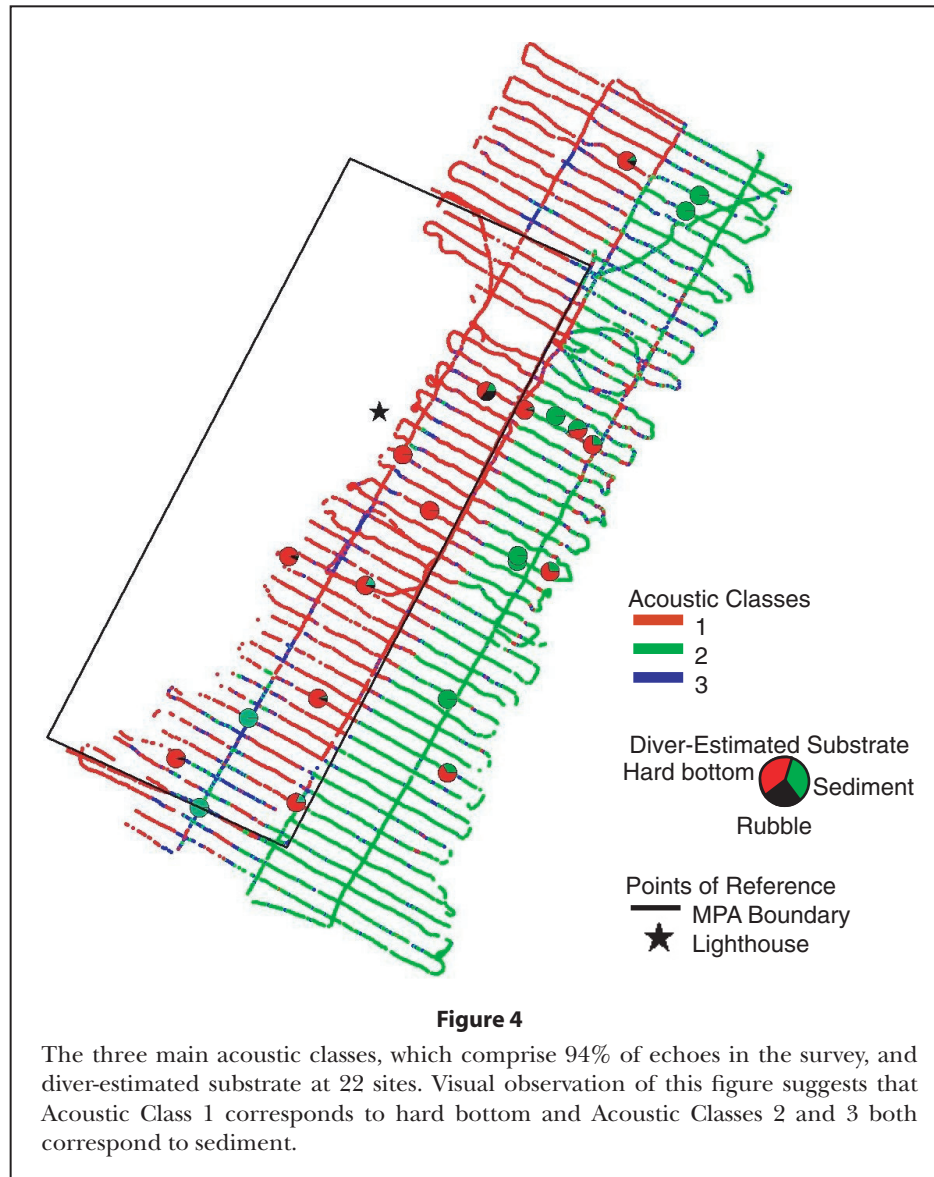 Acoustic Classes
1
2
3
Diver-Estimated Substrate
Hard bottom
Sediment
Rubble
Points of Reference
MPA Boundary
Lighthouse
Figure 4
The three main acoustic classes, which comprise 94% of echoes in the survey, and
diver-estimated substrate at 22 sites. Visual observation of this figure suggests that
Acoustic Class 1 corresponds to hard bottom and Acoustic Classes 2 and 3 both
correspond to sediment.